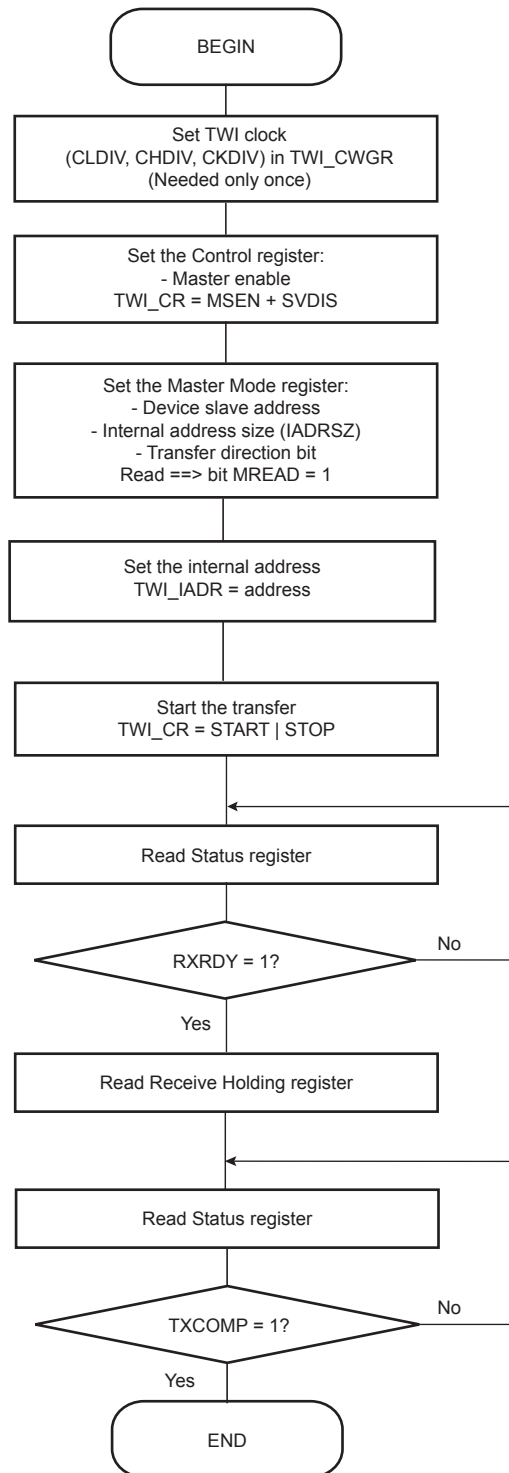 BEGIN
Set TWI clock
(CLDIV, CHDIV, CKDIV) in TWI_CWGR
(Needed only once)
Set the Control register:
- Master enable
TWI_CR = MSEN + SVDIS
Set the Master Mode register:
- Device slave address
- Internal address size (IADRSZ)
- Transfer direction bit
Read ==> bit MREAD = 1
Set the internal address
TWI_IADR = address
Start the transfer
TWI_CR = START | STOP
Read Status register
RXRDY = 1?
No
Yes
Read Receive Holding register
Read Status register
TXCOMP = 1?
No
Yes
END